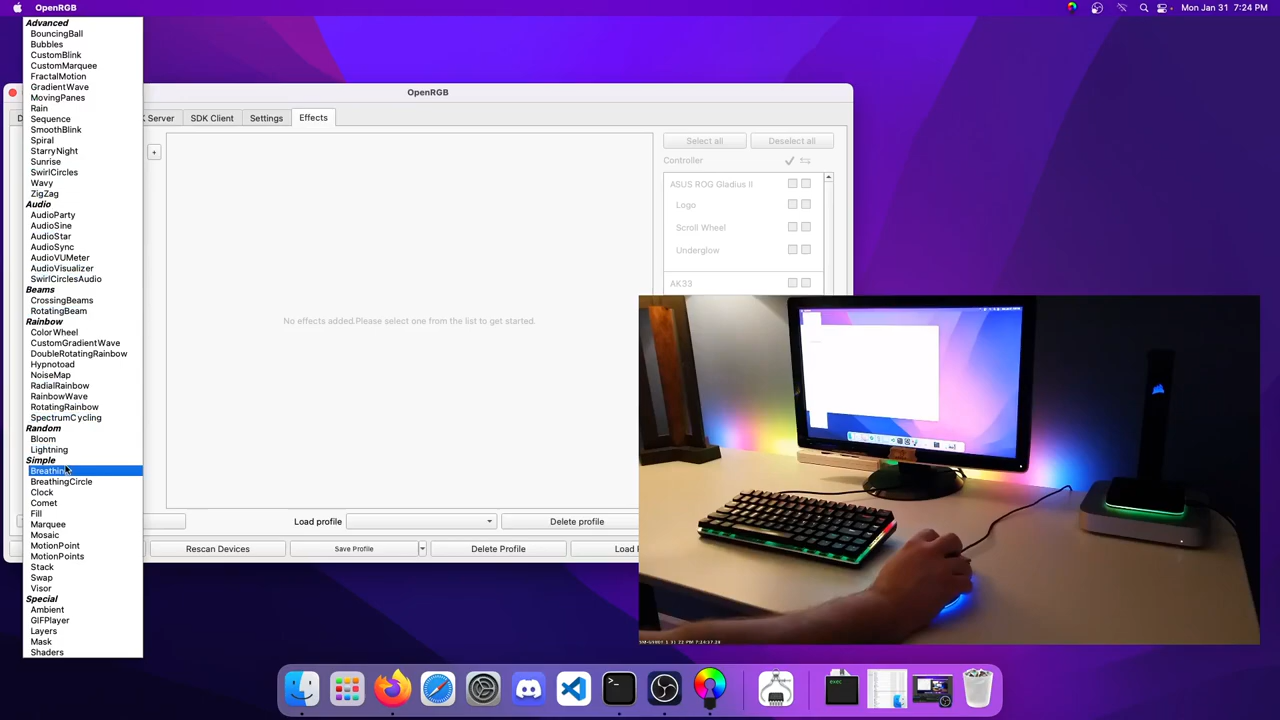 OpenRGB
Mon Jan 31 7:24 PM
Advanced
BouncingBall
Bubbles
CustomBlink
CustomMarquee
FractalMotion
GradientWave
MovingPanes
Rain
Sequence
SmoothBlink
Spiral
StarryNight
Sunrise
SwirlCircles
Wavy
ZigZag
Audio
AudioParty
AudioSine
AudioStar
AudioSync
AudioVUMeter
AudioVisualizer
SwirlCirclesAudio
Beams
CrossingBeams
RotatingBeam
Rainbow
ColorWheel
CustomGradientWave
DoubleRotatingRainbow
Hypnotoad
NoiseMap
RadialRainbow
RainbowWave
RotatingRainbow
SpectrumCycling
Random
Bloom
Lightning
Simple
Breathing
BreathingCircle
Clock
Comet
Fill
Marquee
Mosaic
MotionPoint
MotionPoints
Stack
Swap
Visor
Special
Ambient
GIFPlayer
Layers
Mask
Shaders
OpenRGB
Server SDK Client Settings Effects
+
No effects added.Please select one from the list to get started.
Select all Deselect all
Controller
ASUS ROG Gladius II
Logo
Scroll Wheel
Underglow
AK33
Load profile Delete profile
Rescan Devices Save Profile Delete Profile Load
exec